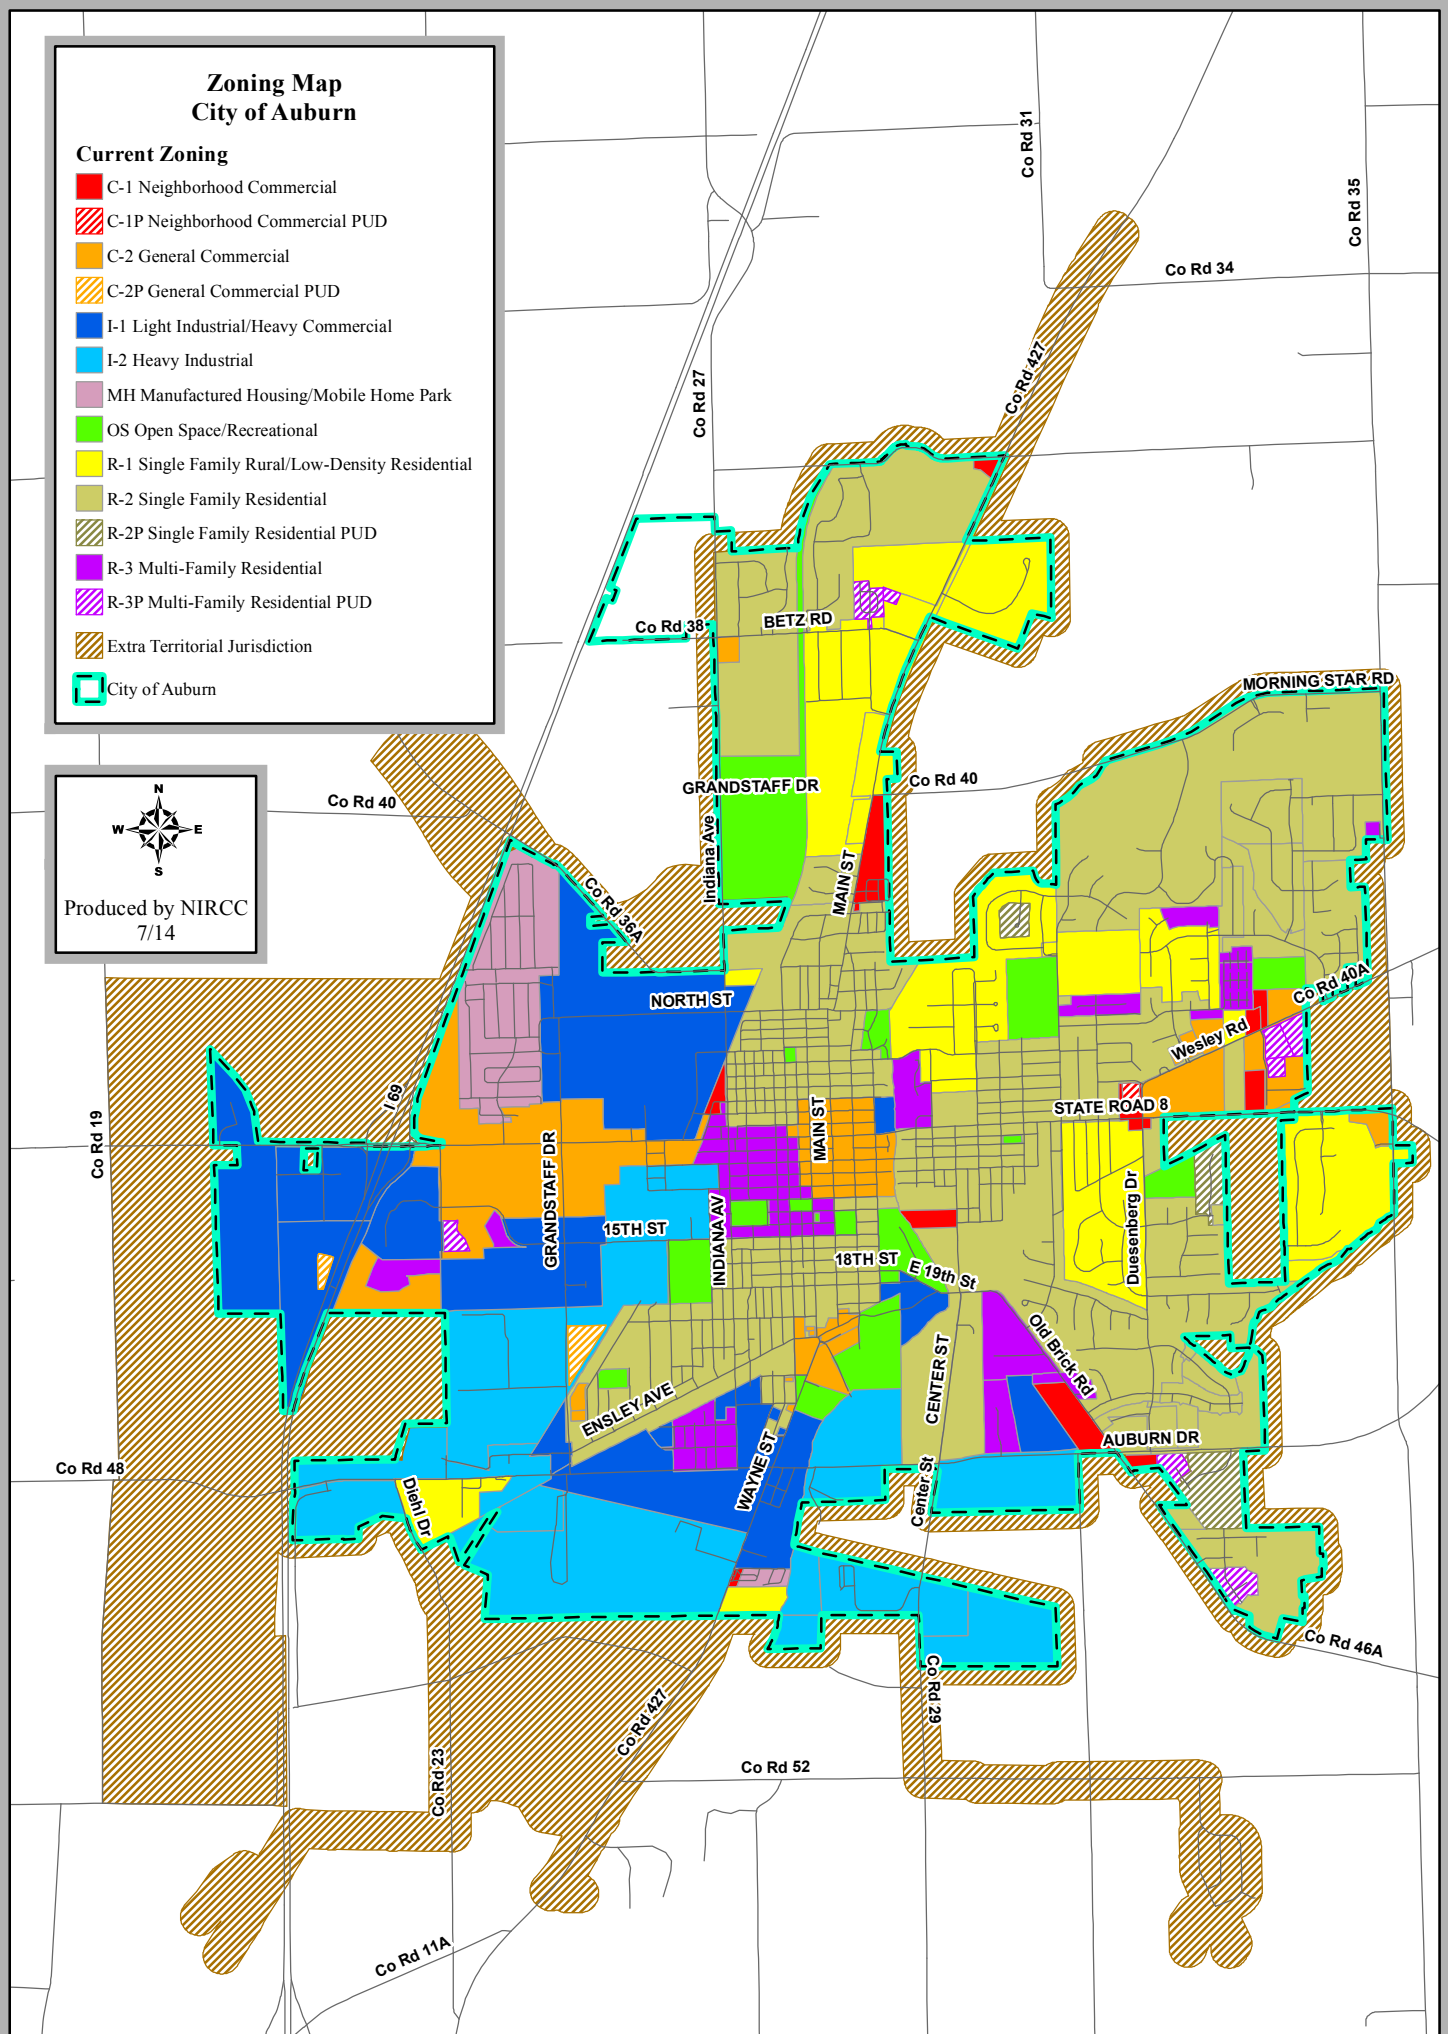 Zoning Map
City of Auburn
Current Zoning
C-1 Neighborhood Commercial
C-1P Neighborhood Commercial PUD
C-2 General Commercial
C-2P General Commercial PUD
I-1 Light Industrial/Heavy Commercial
I-2 Heavy Industrial
MH Manufactured Housing/Mobile Home Park
OS Open Space/Recreational
R-1 Single Family Rural/Low-Density Residential
R-2 Single Family Residential
R-2P Single Family Residential PUD
R-3 Multi-Family Residential
R-3P Multi-Family Residential PUD
Extra Territorial Jurisdiction
City of Auburn
N
W
E
S
Produced by NIRCC
7/14
Co Rd 31
Co Rd 35
Co Rd 34
Co Rd 27
Co Rd 427
Co Rd 38
BETZ RD
MORNING STAR RD
GRANDSTAFF DR
Co Rd 40
Co Rd 40
Indiana Ave
MAIN ST
Co Rd 36A
NORTH ST
Co Rd 40A
Wesley Rd
I 69
STATE ROAD 8
Co Rd 19
GRANDSTAFF DR
MAIN ST
15TH ST
INDIANA AV
Duesenberg Dr
18TH ST
E 19th St
Old Brick Rd
CENTER ST
ENSLEY AVE
AUBURN DR
WAYNE ST
Co Rd 48
Diehl Dr
Center St
Co Rd 46A
Co Rd 29
Co Rd 427
Co Rd 23
Co Rd 52
Co Rd 11A